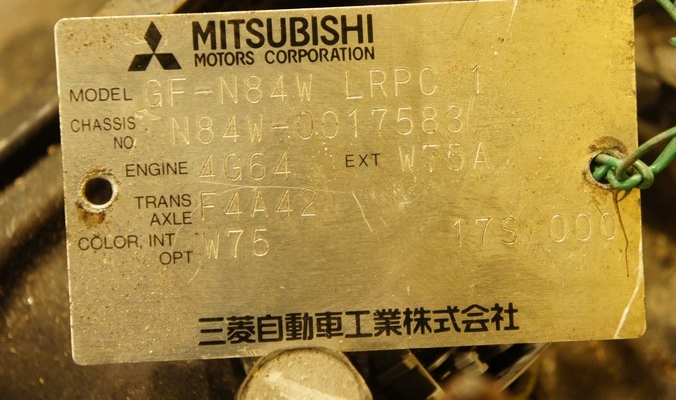 MITSUBISHI
MOTORS CORPORATION
MODEL GF-N84W LRPC 1
CHASSIS NO. N84W-0017583
ENGINE 4G64 EXT W75A
TRANS AXLE F4A42
COLOR, INT OPT W75 17S 000
三菱自動車工業株式会社